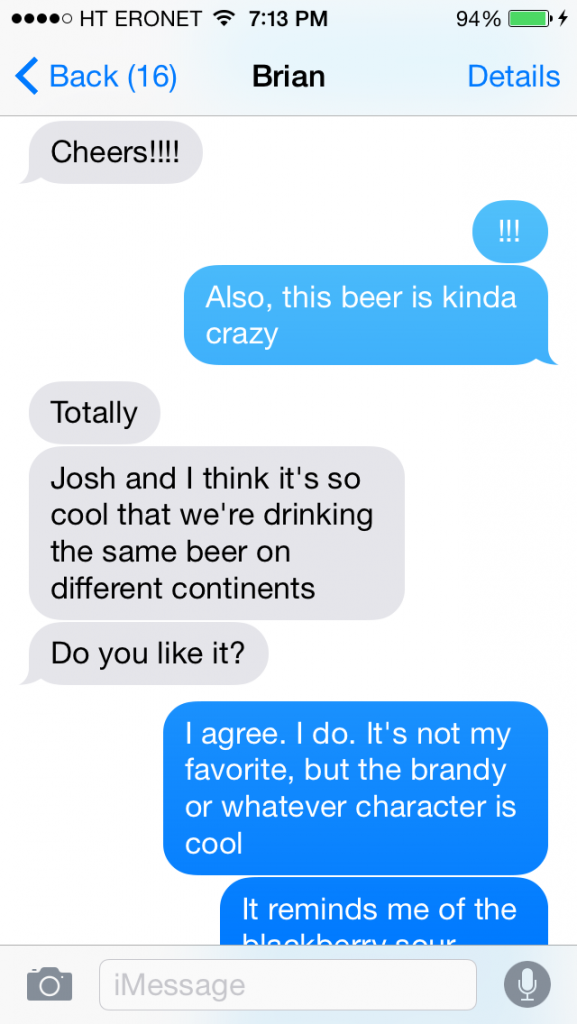 HT ERONET 7:13 PM 94%
Back (16) Brian Details
Cheers!!!!
!!!
Also, this beer is kinda
crazy
Totally
Josh and I think it's so
cool that we're drinking
the same beer on
different continents
Do you like it?
I agree. I do. It's not my
favorite, but the brandy
or whatever character is
cool
It reminds me of the
blackberry sour
iMessage